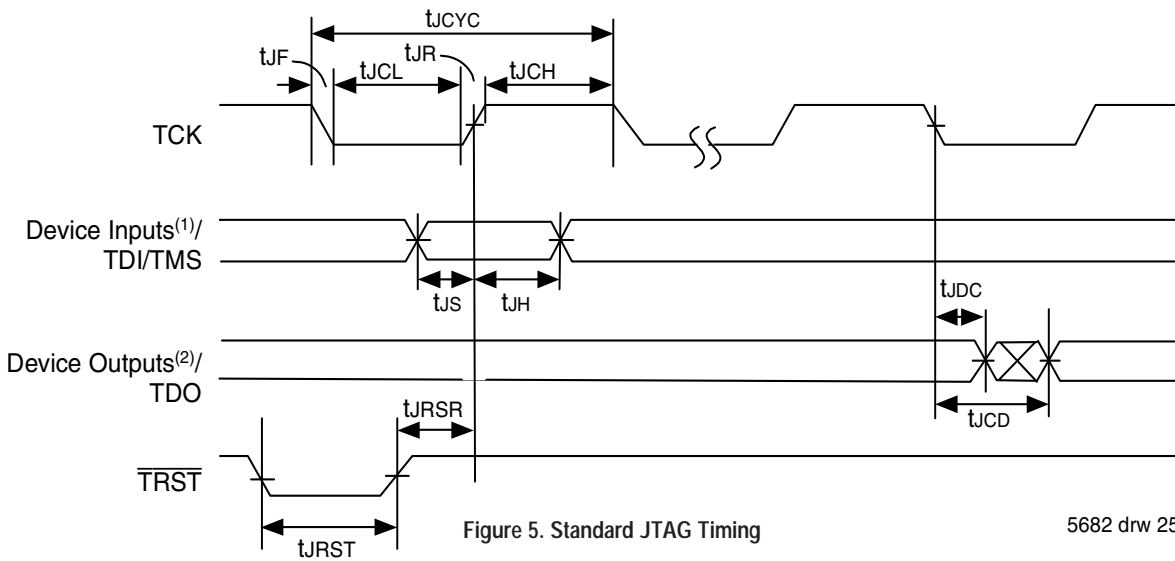 tJCYC
tJF
tJR
tJCL
tJCH
TCK
Device Inputs(1)/
TDI/TMS
tJS
tJH
tJDC
Device Outputs(2)/
TDO
tJRSR
tJCD
TRST
tJRST
Figure 5. Standard JTAG Timing
5682 drw 25